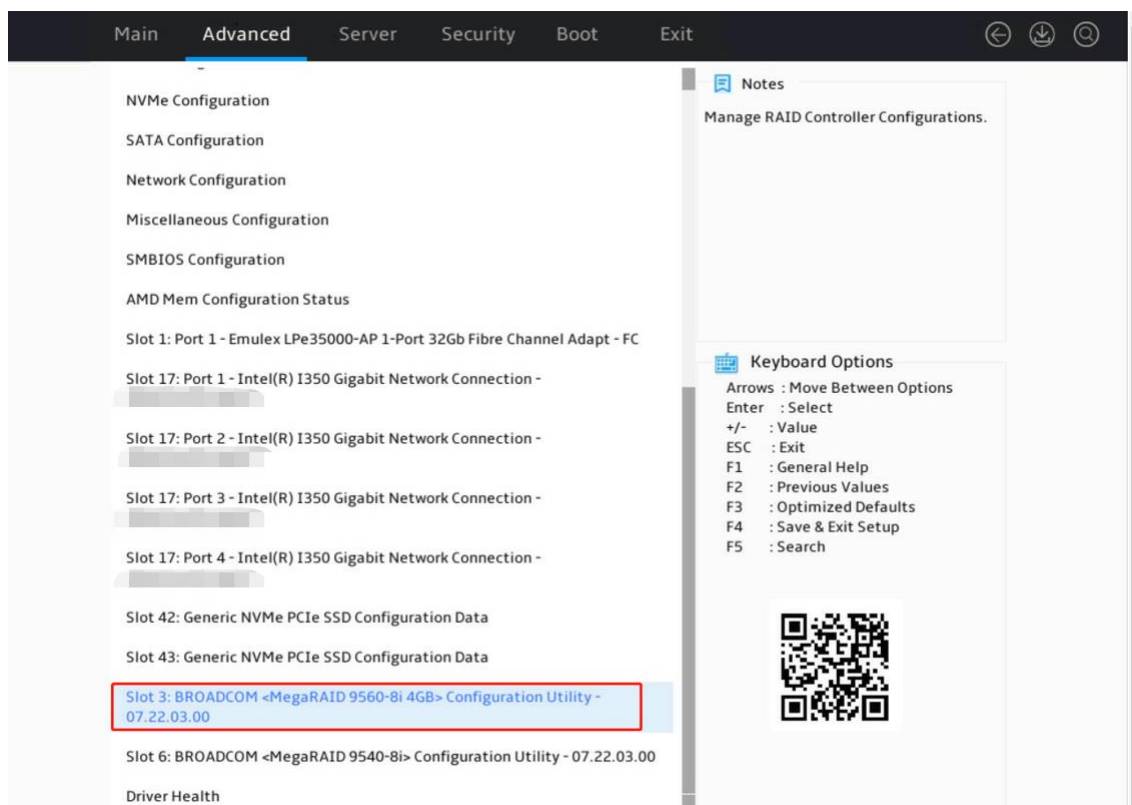 Main Advanced Server Security Boot Exit
NVMe Configuration
SATA Configuration
Network Configuration
Miscellaneous Configuration
SMBIOS Configuration
AMD Mem Configuration Status
Slot 1: Port 1 - Emulex LPe35000-AP 1-Port 32Gb Fibre Channel Adapt - FC
Slot 17: Port 1 - Intel(R) I350 Gigabit Network Connection -
Slot 17: Port 2 - Intel(R) I350 Gigabit Network Connection -
Slot 17: Port 3 - Intel(R) I350 Gigabit Network Connection -
Slot 17: Port 4 - Intel(R) I350 Gigabit Network Connection -
Slot 42: Generic NVMe PCIe SSD Configuration Data
Slot 43: Generic NVMe PCIe SSD Configuration Data
Slot 3: BROADCOM <MegaRAID 9560-8i 4GB> Configuration Utility -
07.22.03.00
Slot 6: BROADCOM <MegaRAID 9540-8i> Configuration Utility - 07.22.03.00
Driver Health
Notes
Manage RAID Controller Configurations.
Keyboard Options
Arrows : Move Between Options
Enter : Select
+/- : Value
ESC : Exit
F1 : General Help
F2 : Previous Values
F3 : Optimized Defaults
F4 : Save & Exit Setup
F5 : Search